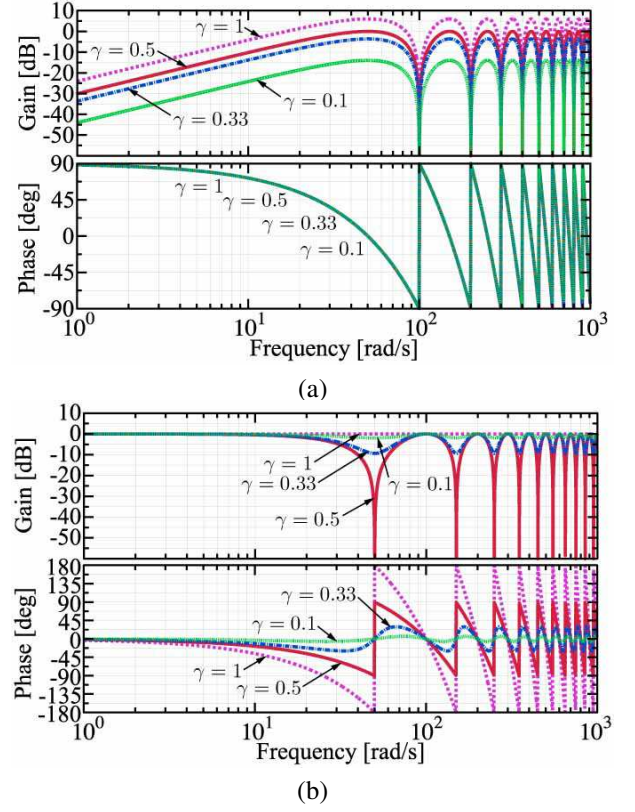 10
0
-10
-20
-30
-40
-50
Gain [dB]
γ = 1
γ = 0.5
γ = 0.33
γ = 0.1
90
45
0
-45
-90
Phase [deg]
γ = 1
γ = 0.5
γ = 0.33
γ = 0.1
10^0 10^1 10^2 10^3
Frequency [rad/s]
(a)
10
0
-10
-20
-30
-40
-50
Gain [dB]
γ = 1
γ = 0.1
γ = 0.33
γ = 0.5
180
135
90
45
0
-45
-90
-135
-180
Phase [deg]
γ = 0.33
γ = 0.1
γ = 1
γ = 0.5
10^0 10^1 10^2 10^3
Frequency [rad/s]
(b)